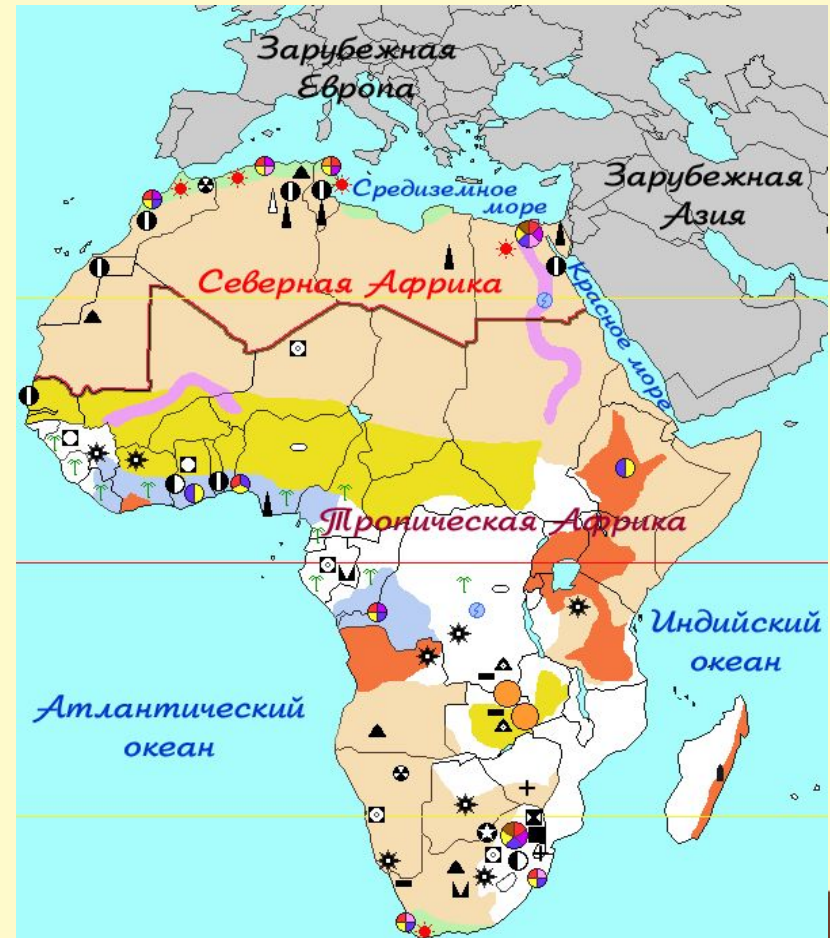 Зарубежная
Европа
Зарубежная
Азия
Средиземное
море
Северная Африка
Красное море
Тропическая Африка
Индийский
океан
Атлантический
океан